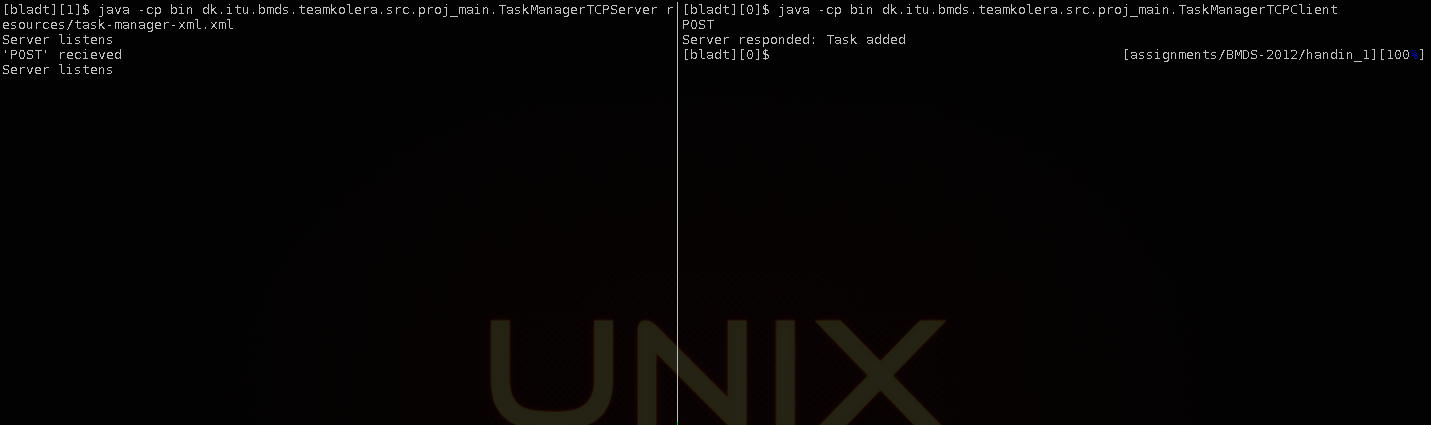 [bladt][1]$ java -cp bin dk.itu.bmds.teamkolera.src.proj_main.TaskManagerTCPServer r
esources/task-manager-xml.xml
Server listens
'POST' recieved
Server listens
[bladt][0]$ java -cp bin dk.itu.bmds.teamkolera.src.proj_main.TaskManagerTCPClient
POST
Server responded: Task added
[bladt][0]$ [assignments/BMDS-2012/handin_1][100%]
UNIX